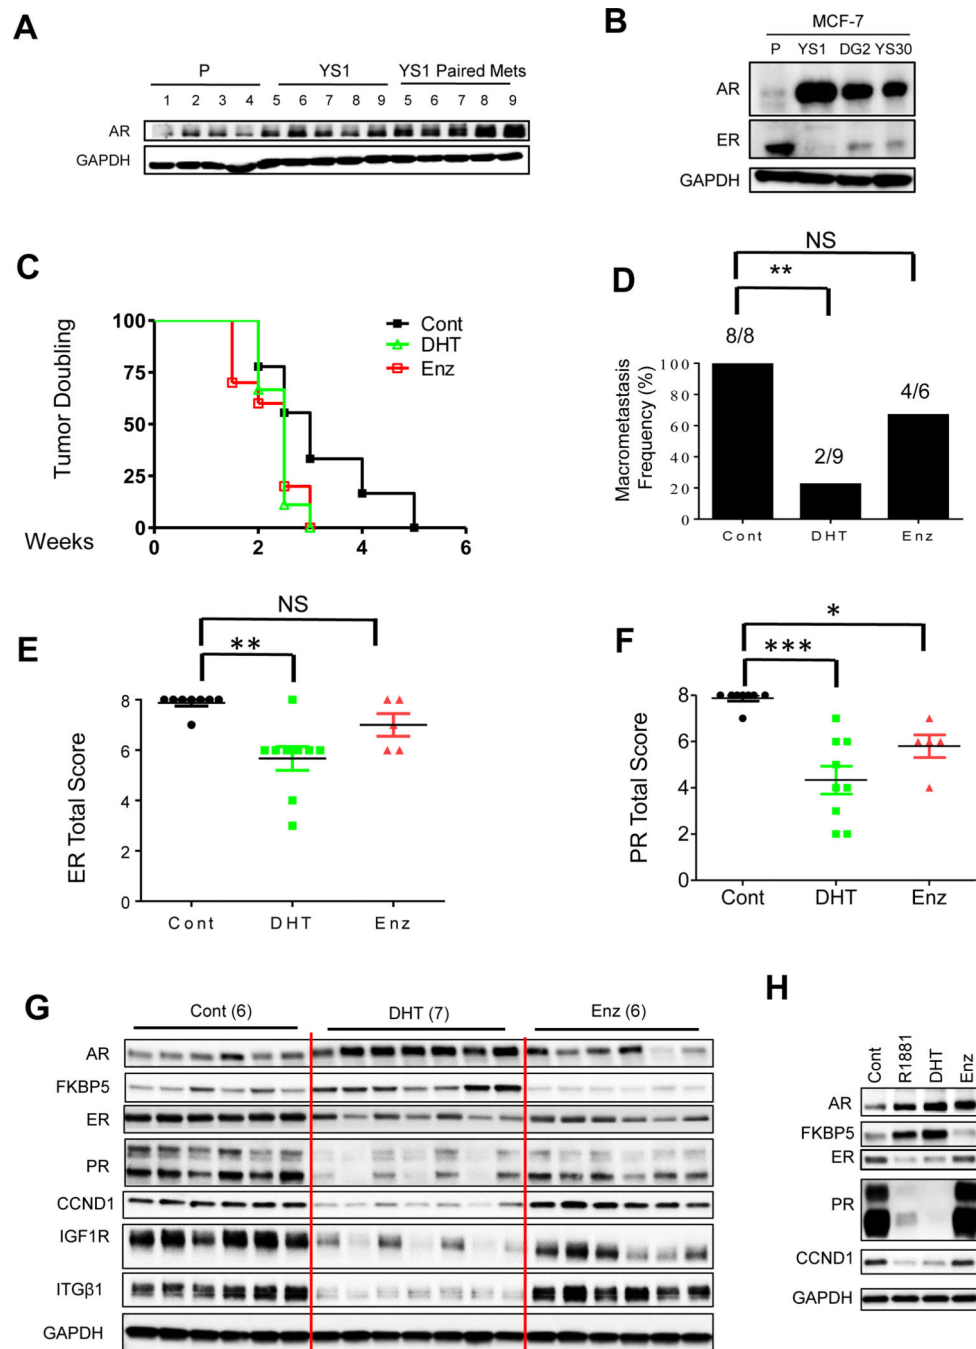 A
P YS1 YS1 Paired Mets
1 2 3 4 5 6 7 8 9 5 6 7 8 9
AR
GAPDH
B
MCF-7
P YS1 DG2 YS30
AR
ER
GAPDH
C
Tumor Doubling
100
75
50
25
0
Weeks 0 2 4 6
Cont
DHT
Enz
D
NS
**
8/8
2/9
4/6
Macrometastasis
Frequency (%)
100
80
60
40
20
0
Cont DHT Enz
E
NS
**
ER Total Score
8
6
4
2
0
Cont DHT Enz
F
*
***
PR Total Score
8
6
4
2
0
Cont DHT Enz
G
Cont (6) DHT (7) Enz (6)
AR
FKBP5
ER
PR
CCND1
IGF1R
ITGβ1
GAPDH
H
Cont R1881 DHT Enz
AR
FKBP5
ER
PR
CCND1
GAPDH